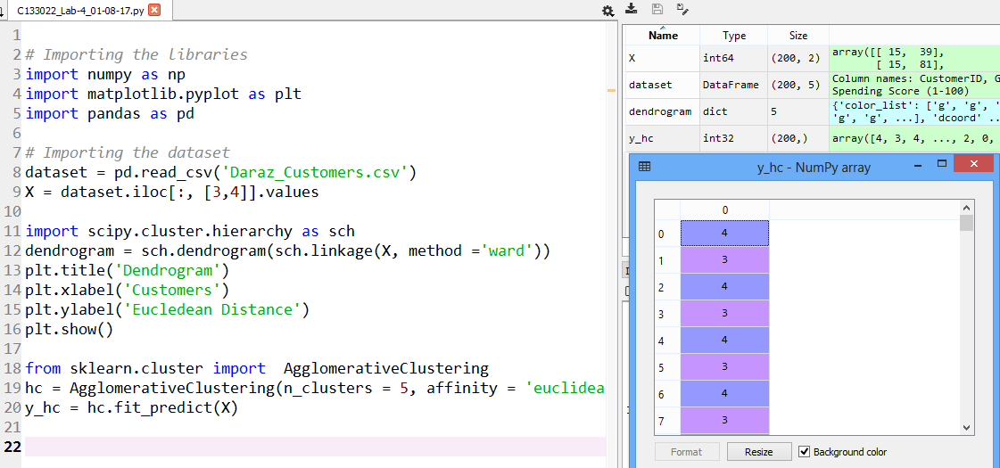 C133022_Lab-4_01-08-17.py
1
2 # Importing the libraries
3 import numpy as np
4 import matplotlib.pyplot as plt
5 import pandas as pd
6
7 # Importing the dataset
8 dataset = pd.read_csv('Daraz_Customers.csv')
9 X = dataset.iloc[:, [3,4]].values
10
11 import scipy.cluster.hierarchy as sch
12 dendrogram = sch.dendrogram(sch.linkage(X, method ='ward'))
13 plt.title('Dendrogram')
14 plt.xlabel('Customers')
15 plt.ylabel('Eucledean Distance')
16 plt.show()
17
18 from sklearn.cluster import  AgglomerativeClustering
19 hc = AgglomerativeClustering(n_clusters = 5, affinity = 'euclidea
20 y_hc = hc.fit_predict(X)
21
22
Name Type Size
X int64 (200, 2) array([[ 15,  39],
[ 15,  81],
dataset DataFrame (200, 5) Column names: CustomerID, G
Spending Score (1-100)
dendrogram dict 5 {'color_list': ['g', 'g', '
'g', 'g', ...], 'dcoord' ..
y_hc int32 (200,) array([4, 3, 4, ..., 2, 0,
y_hc - NumPy array
0
0 4
1 3
2 4
3 3
4 4
5 3
6 4
7 3
Format Resize Background color